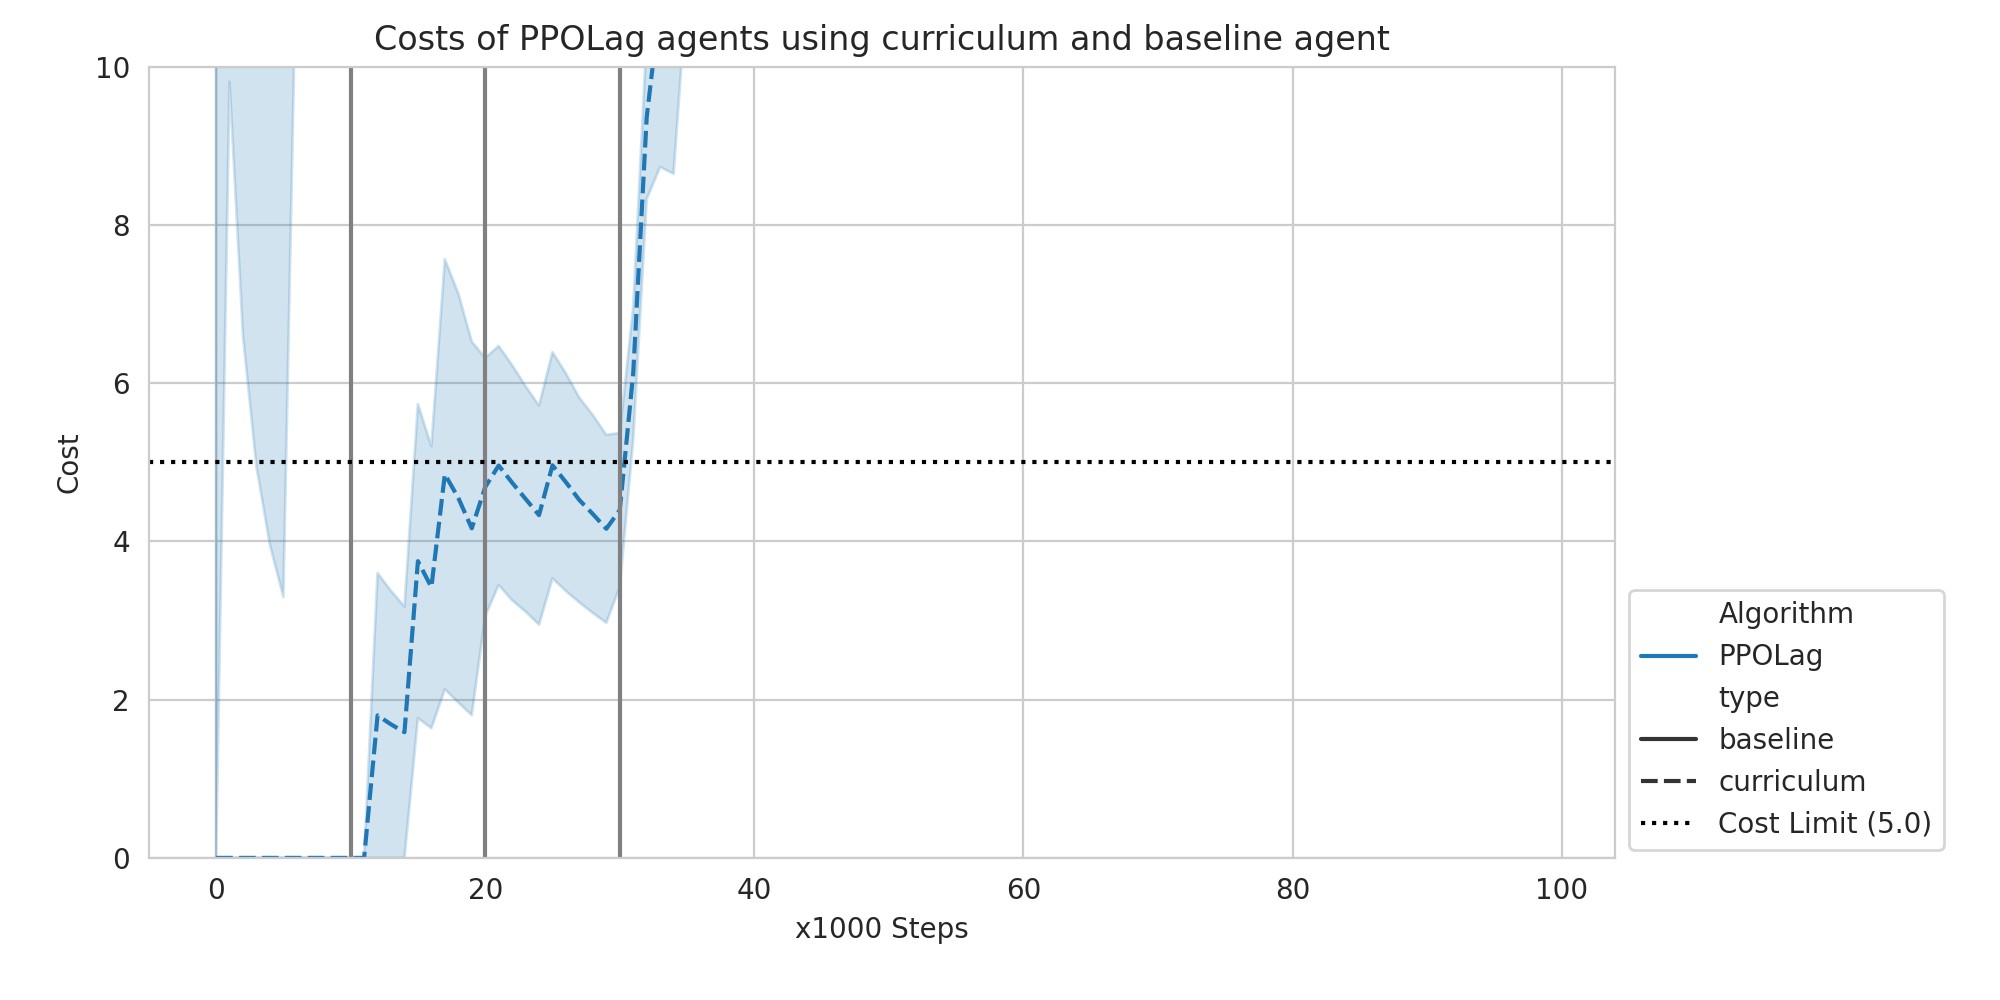 Costs of PPOLag agents using curriculum and baseline agent
10
8
6
4
2
0
Cost
0 20 40 60 80 100
x1000 Steps
Algorithm
PPOLag
type
baseline
curriculum
Cost Limit (5.0)